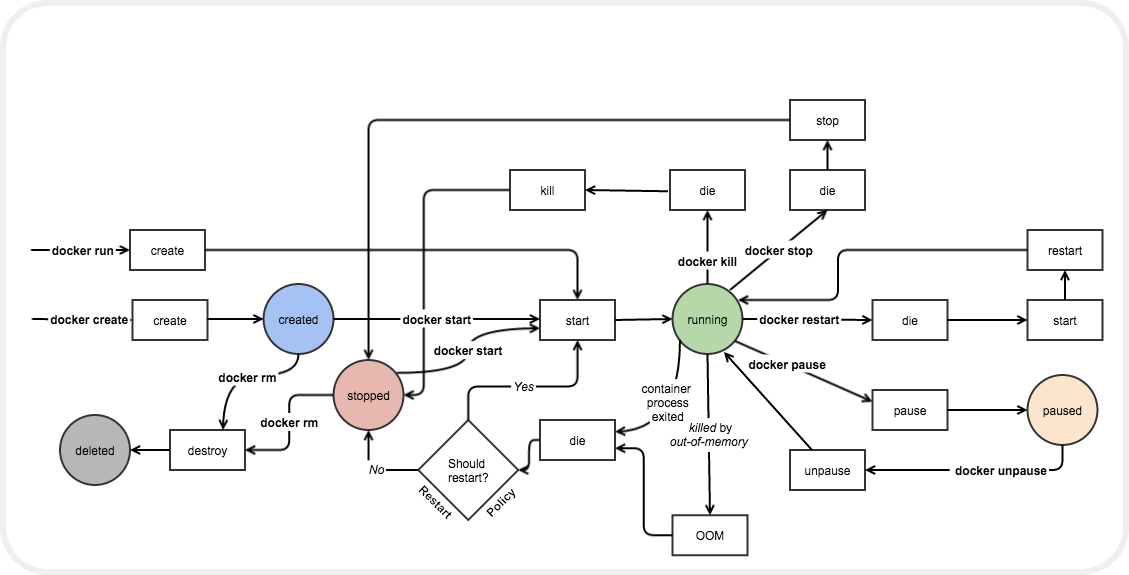 stop
kill
die
die
docker run
create
docker kill
docker stop
restart
docker create
create
created
docker start
start
running
docker restart
die
start
docker start
docker pause
docker rm
stopped
Yes
container
process
exited
pause
paused
docker rm
killed by
out-of-memory
deleted
destroy
die
No
Should
restart?
unpause
docker unpause
Restart
Policy
OOM